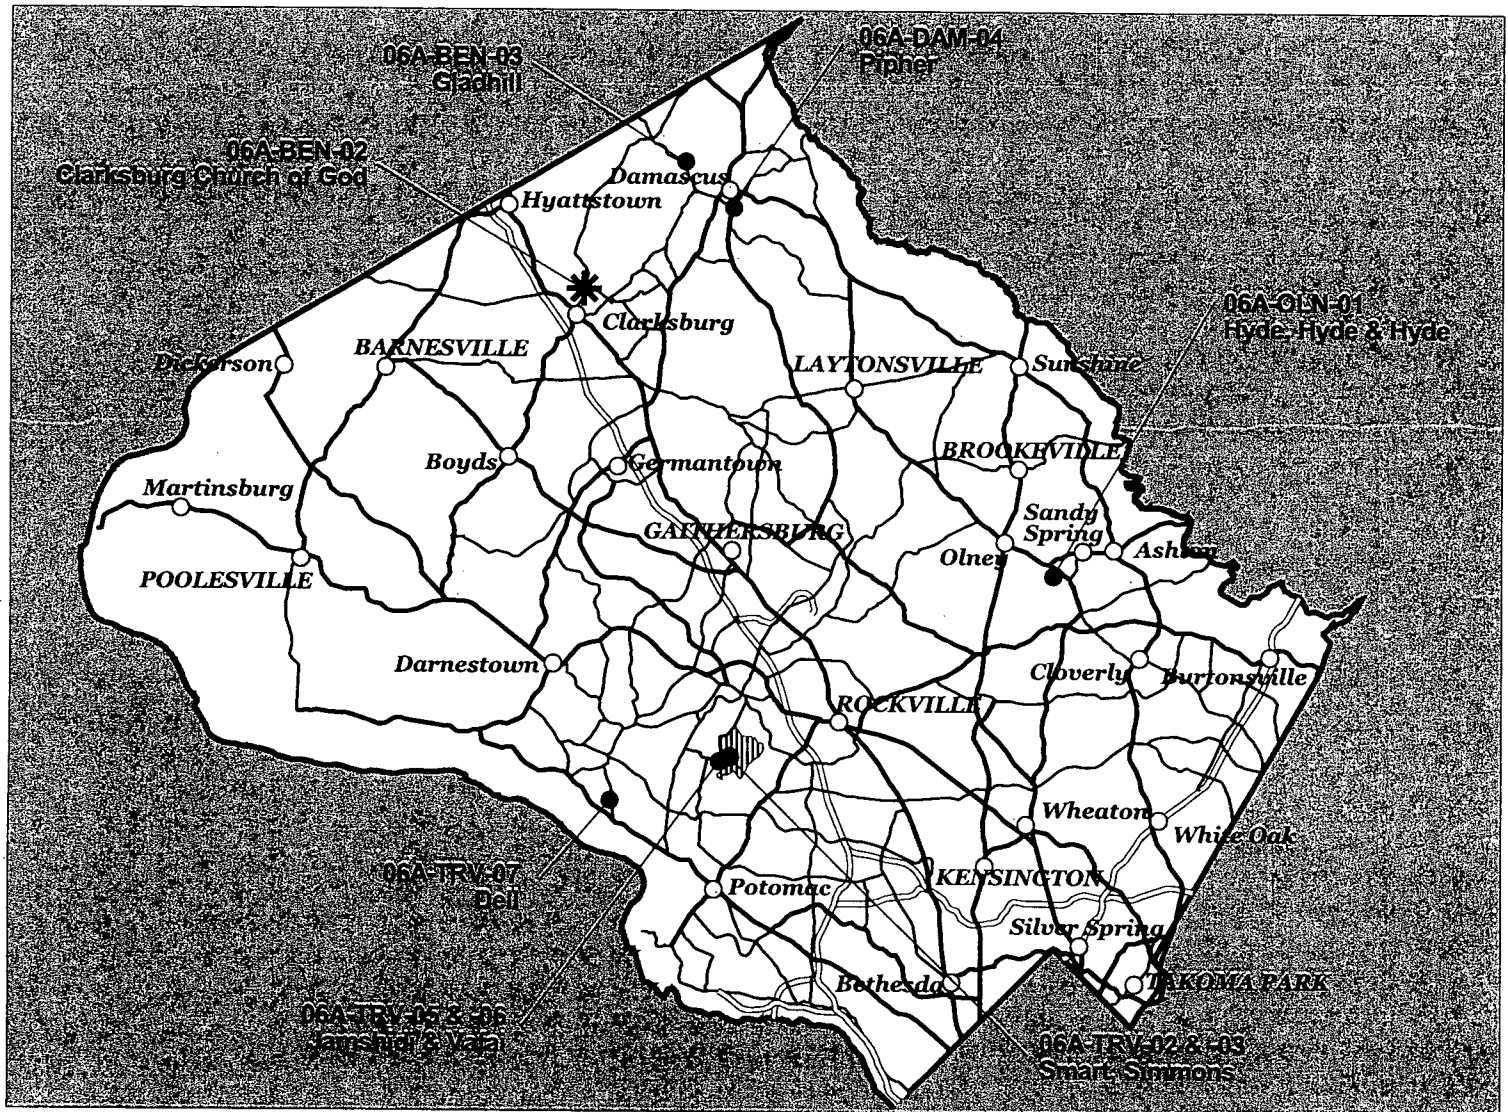 06A-BEN-03
Gladhill
06A-DAM-04
Pipher
06A-BEN-02
Clarksburg Church of God
Damascus
Hyattstown
Clarksburg
06A-OLN-01
Hyde, Hyde & Hyde
Dickerson
BARNESVILLE
LAYTONSVILLE
Sunshine
Boyds
Germantown
BROOKEVILLE
Martinsburg
GAITHERSBURG
Sandy
Spring
Olney
Ashton
POOLESVILLE
Darnestown
Cloverly
Burtonsville
ROCKVILLE
Wheaton
White Oak
06A-TRV-07
Dell
Potomac
KENSINGTON
Silver Spring
Bethesda
TAKOMA PARK
06A-TRV-05 & -06
Jamshidi & Vafai
06A-TRV-02 & -03
Smart, Simmons